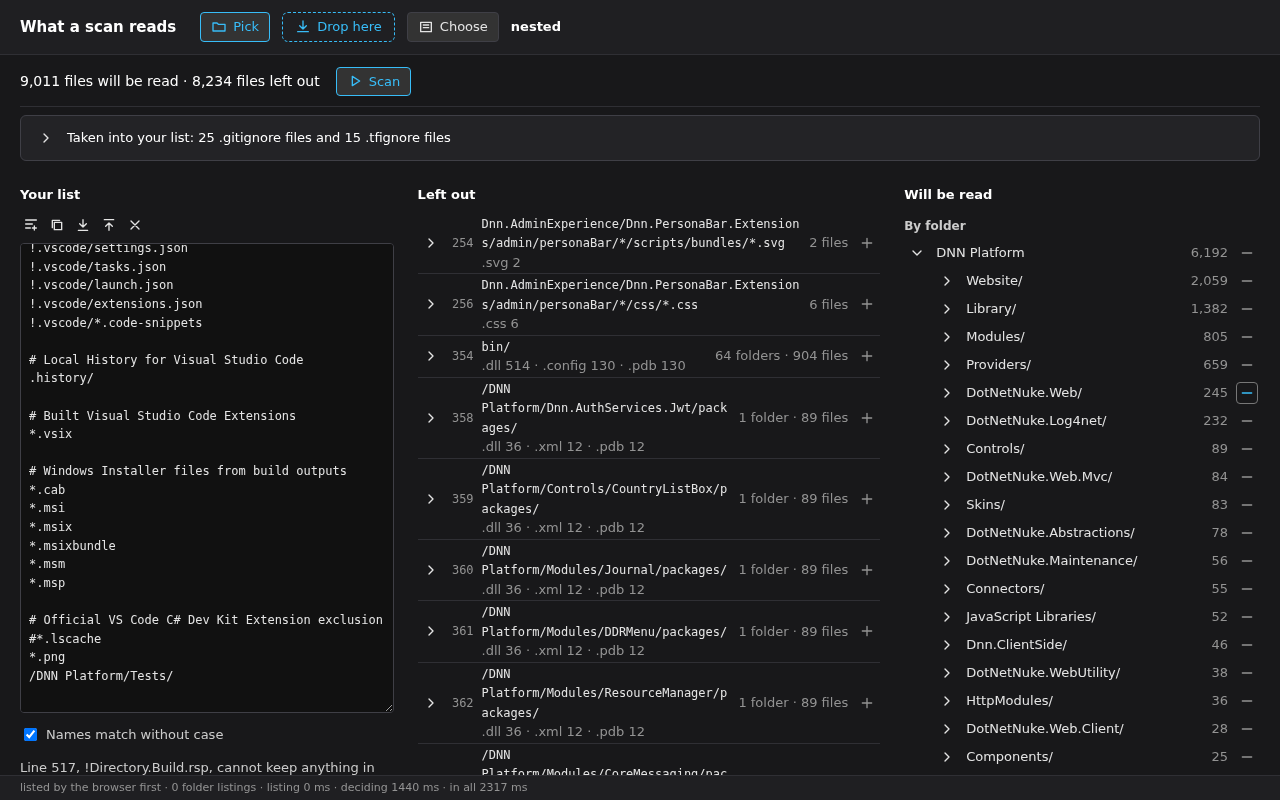 What a scan reads
Pick
Drop here
Choose
nested
9,011 files will be read · 8,234 files left out
Scan
Taken into your list: 25 .gitignore files and 15 .tfignore files
Your list
!.vscode/settings.json
!.vscode/tasks.json
!.vscode/launch.json
!.vscode/extensions.json
!.vscode/*.code-snippets
# Local History for Visual Studio Code
.history/
# Built Visual Studio Code Extensions
*.vsix
# Windows Installer files from build outputs
*.cab
*.msi
*.msix
*.msixbundle
*.msm
*.msp
# Official VS Code C# Dev Kit Extension exclusion
#*.lscache
*.png
/DNN Platform/Tests/
Names match without case
Line 517, !Directory.Build.rsp, cannot keep anything in
Left out
254
Dnn.AdminExperience/Dnn.PersonaBar.Extension
s/admin/personaBar/*/scripts/bundles/*.svg
.svg 2
2 files
256
Dnn.AdminExperience/Dnn.PersonaBar.Extension
s/admin/personaBar/*/css/*.css
.css 6
6 files
354
bin/
.dll 514 · .config 130 · .pdb 130
64 folders · 904 files
358
/DNN
Platform/Dnn.AuthServices.Jwt/pack
ages/
.dll 36 · .xml 12 · .pdb 12
1 folder · 89 files
359
/DNN
Platform/Controls/CountryListBox/p
ackages/
.dll 36 · .xml 12 · .pdb 12
1 folder · 89 files
360
/DNN
Platform/Modules/Journal/packages/
.dll 36 · .xml 12 · .pdb 12
1 folder · 89 files
361
/DNN
Platform/Modules/DDRMenu/packages/
.dll 36 · .xml 12 · .pdb 12
1 folder · 89 files
362
/DNN
Platform/Modules/ResourceManager/p
ackages/
.dll 36 · .xml 12 · .pdb 12
1 folder · 89 files
/DNN
Platform/Modules/CoreMessaging/pac
Will be read
By folder
DNN Platform 6,192
Website/ 2,059
Library/ 1,382
Modules/ 805
Providers/ 659
DotNetNuke.Web/ 245
DotNetNuke.Log4net/ 232
Controls/ 89
DotNetNuke.Web.Mvc/ 84
Skins/ 83
DotNetNuke.Abstractions/ 78
DotNetNuke.Maintenance/ 56
Connectors/ 55
JavaScript Libraries/ 52
Dnn.ClientSide/ 46
DotNetNuke.WebUtility/ 38
HttpModules/ 36
DotNetNuke.Web.Client/ 28
Components/ 25
listed by the browser first · 0 folder listings · listing 0 ms · deciding 1440 ms · in all 2317 ms